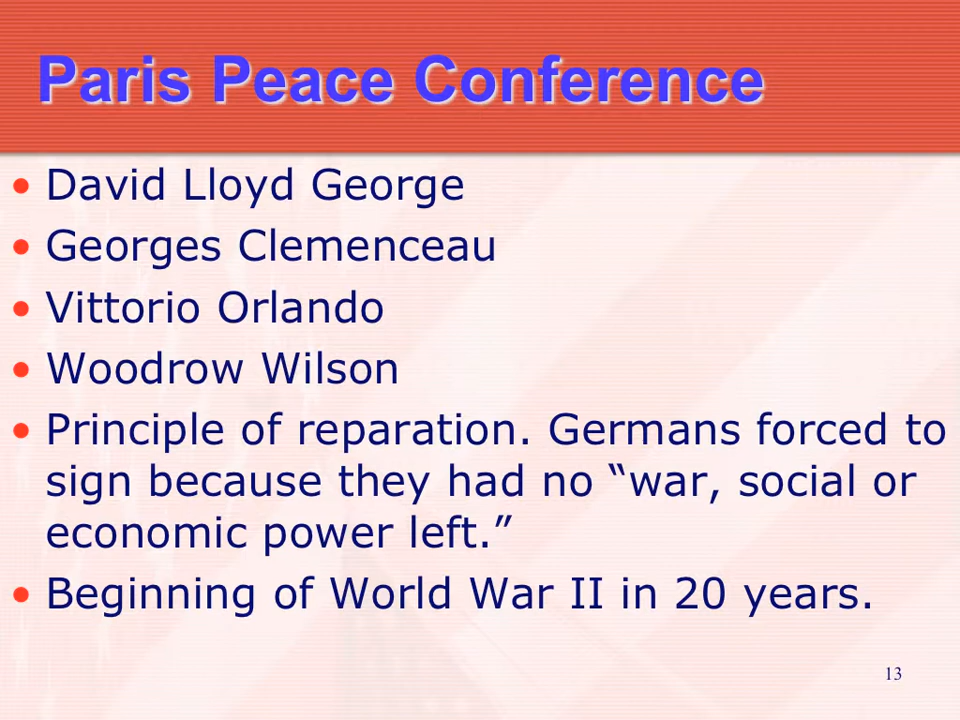 Paris Peace Conference
• David Lloyd George
• Georges Clemenceau
• Vittorio Orlando
• Woodrow Wilson
• Principle of reparation. Germans forced to
sign because they had no “war, social or
economic power left.”
• Beginning of World War II in 20 years.
13